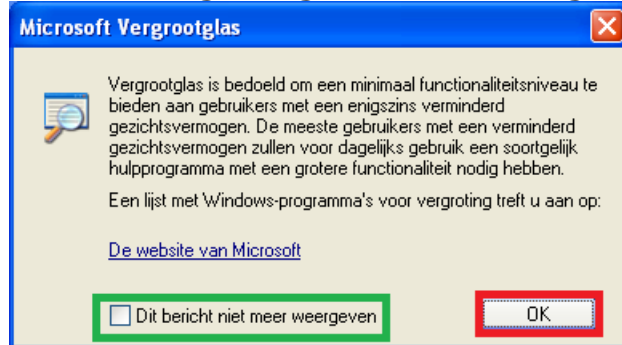 Microsoft Vergrootglas
Vergrootglas is bedoeld om een minimaal functionaliteitsniveau te
bieden aan gebruikers met een enigszins verminderd
gezichtsvermogen. De meeste gebruikers met een verminderd
gezichtsvermogen zullen voor dagelijks gebruik een soortgelijk
hulpprogramma met een grotere functionaliteit nodig hebben.
Een lijst met Windows-programma's voor vergroting treft u aan op:
De website van Microsoft
Dit bericht niet meer weergeven
OK